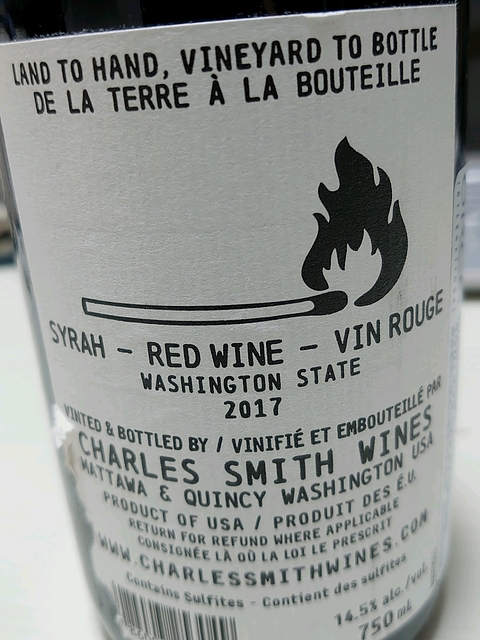 LAND TO HAND, VINEYARD TO BOTTLE
DE LA TERRE À LA BOUTEILLE
SYRAH – RED WINE – VIN ROUGE
WASHINGTON STATE
2017
VINTED & BOTTLED BY / VINIFIÉ ET EMBOUTEILLÉ PAR
CHARLES SMITH WINES
MATTAWA & QUINCY WASHINGTON USA
PRODUCT OF USA / PRODUIT DES É.U.
RETURN FOR REFUND WHERE APPLICABLE
CONSIGNÉE LÀ OÙ LA LOI LE PRESCRIT
WWW.CHARLESSMITHWINES.COM
Contains Sulfites - Contient des sulfites
14.5% alc./vol.
750 mL